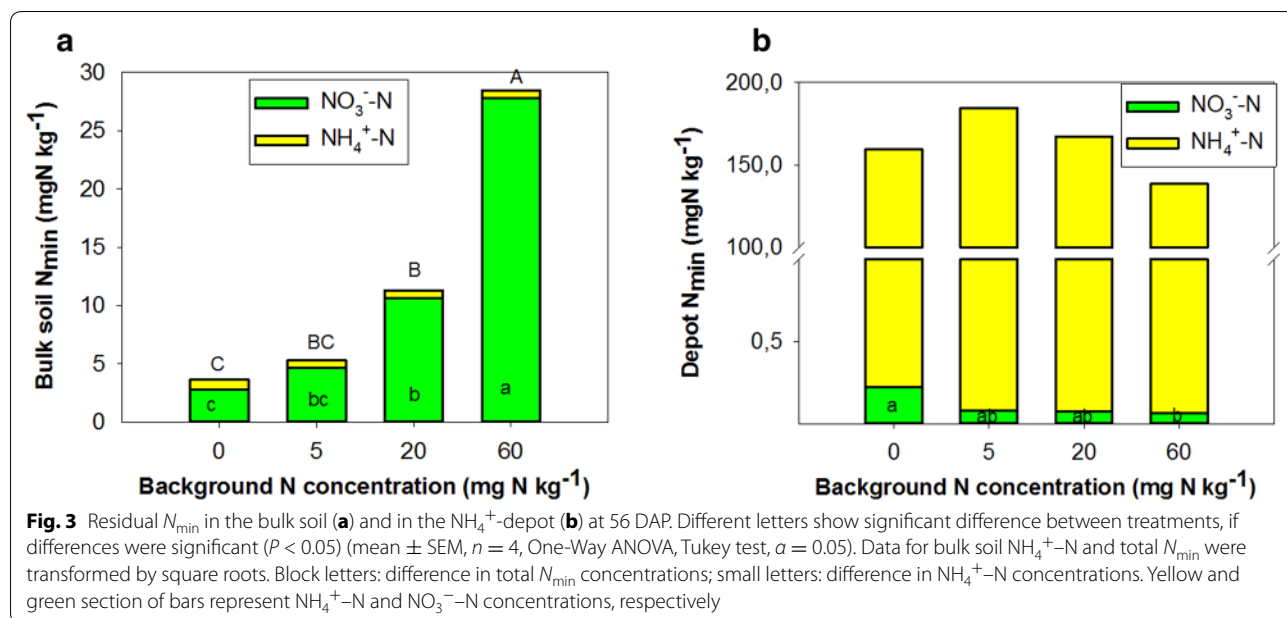 a
30
25
20
15
10
5
0
Bulk soil Nmin (mgN kg-1)
NO3--N
NH4+-N
C
BC
B
A
c
bc
b
a
0 5 20 60
Background N concentration (mg N kg-1)
b
200,0
150,0
100,0
0,5
Depot Nmin (mgN kg-1)
NO3--N
NH4+-N
a
ab
ab
b
0 5 20 60
Background N concentration (mg N kg-1)
Fig. 3 Residual Nmin in the bulk soil (a) and in the NH4+-depot (b) at 56 DAP. Different letters show significant difference between treatments, if
differences were significant (P < 0.05) (mean ± SEM, n = 4, One-Way ANOVA, Tukey test, α = 0.05). Data for bulk soil NH4+–N and total Nmin were
transformed by square roots. Block letters: difference in total Nmin concentrations; small letters: difference in NH4+–N concentrations. Yellow and
green section of bars represent NH4+–N and NO3−–N concentrations, respectively